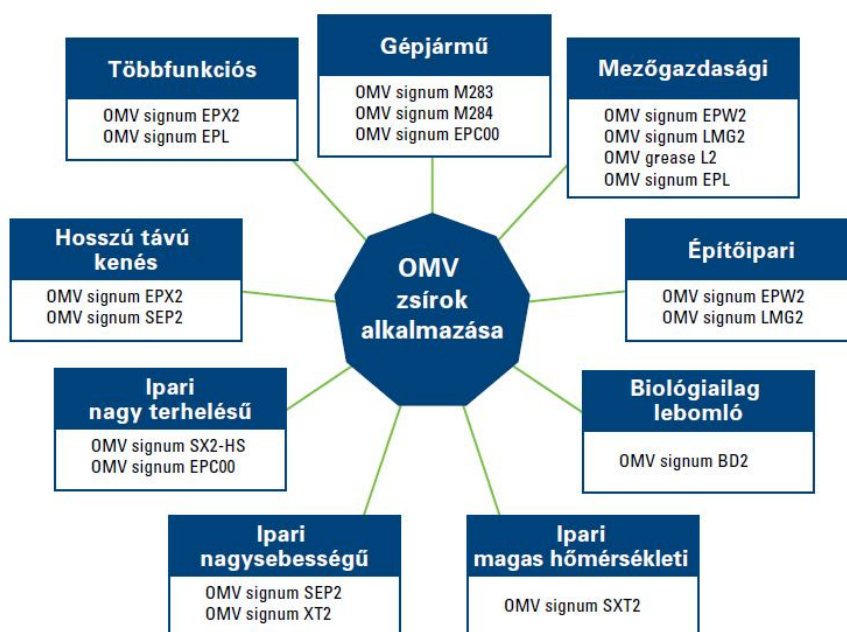 Többfunkciós
OMV signum EPX2
OMV signum EPL
Gépjármű
OMV signum M283
OMV signum M284
OMV signum EPC00
Mezőgazdasági
OMV signum EPW2
OMV signum LMG2
OMV grease L2
OMV signum EPL
Hosszú távú
kenés
OMV signum EPX2
OMV signum SEP2
OMV
zsírok
alkalmazása
Építőipari
OMV signum EPW2
OMV signum LMG2
Ipari
nagy terhelésű
OMV signum SX2-HS
OMV signum EPC00
Biológiailag
lebomló
OMV signum BD2
Ipari
nagysebességű
OMV signum SEP2
OMV signum XT2
Ipari
magas hőmérsékleti
OMV signum SXT2